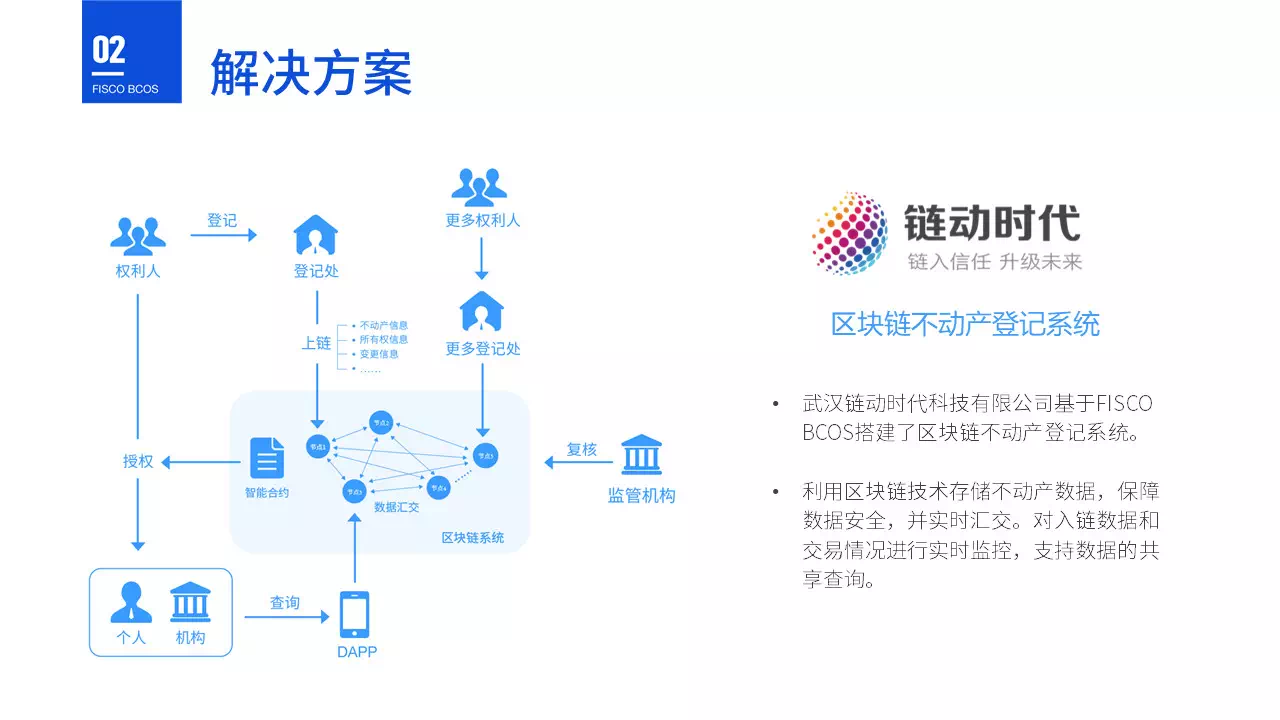 02
FISCO BCOS
解决方案
权利人
登记
登记处
更多权利人
更多登记处
上链
• 不动产信息
• 所有权信息
• 变更信息
• ……
节点1
节点2
节点3
节点4
节点5
数据汇交
智能合约
区块链系统
授权
复核
监管机构
个人
机构
查询
DAPP
链动时代
链入信任 升级未来
区块链不动产登记系统
• 武汉链动时代科技有限公司基于FISCO
BCOS搭建了区块链不动产登记系统。
• 利用区块链技术存储不动产数据，保障
数据安全，并实时汇交。对入链数据和
交易情况进行实时监控，支持数据的共
享查询。